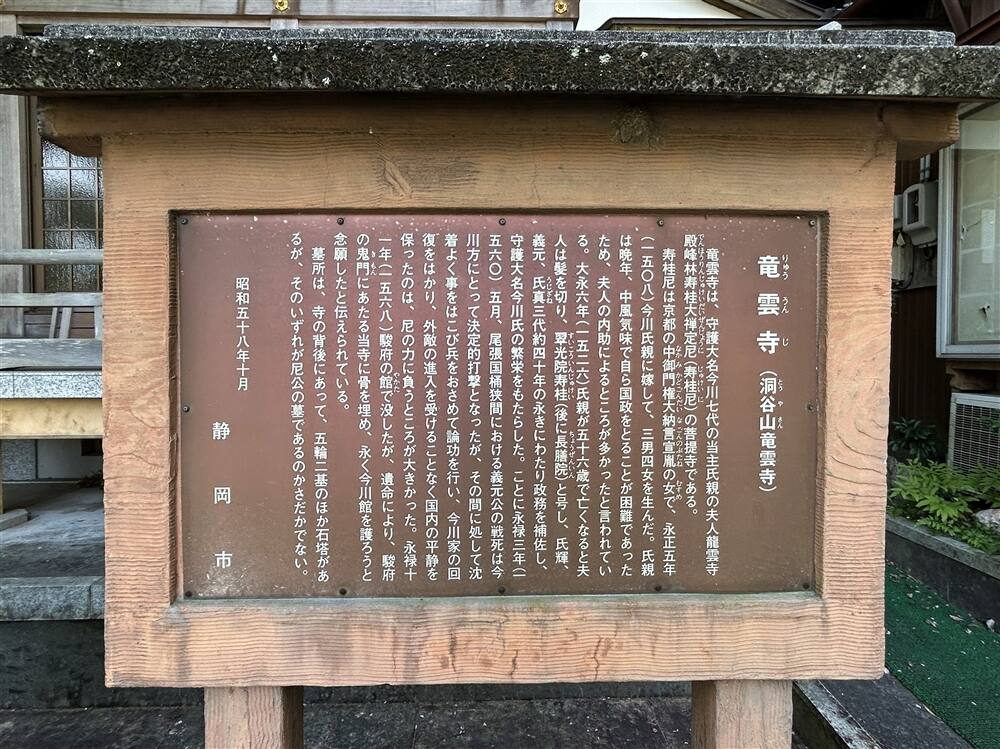 竜雲寺（洞谷山竜雲寺）
竜雲寺は、守護大名今川七代の当主氏親の夫人龍雲寺
殿峰林寿桂大禅定尼（寿桂尼）の菩提寺である。
寿桂尼は京都の中御門権大納言宣胤の女で、永正五年
（一五〇八）今川氏親に嫁して、三男四女を生んだ。氏親
は晩年、中風気味で自ら国政をとることが困難であった
ため、夫人の内助によるところが多かったと言われてい
る。大永六年（一五二六）氏親が五十六歳で亡くなると夫
人は髪を切り、翠光院寿桂（後に長膳院）と号し、氏輝、
義元、氏真三代約四十年の永きにわたり政務を補佐し、
守護大名今川氏の繁栄をもたらした。ことに永禄三年（一
五六〇）五月、尾張国桶狭間における義元公の戦死は今
川方にとって決定的打撃となったが、その間に処して沈
着よく事をはこび兵をおさめて論功を行い、今川家の回
復をはかり、外敵の進入を受けることなく国内の平静を
保ったのは、尼の力に負うところが大きかった。永禄十
一年（一五六八）駿府の館で没したが、遺命により、駿府
の鬼門にあたる当寺に骨を埋め、永く今川館を護ろうと
念願したと伝えられている。
墓所は、寺の背後にあって、五輪二基のほか石塔があ
るが、そのいずれが尼公の墓であるのかさだかでない。
昭和五十八年十月
静岡市